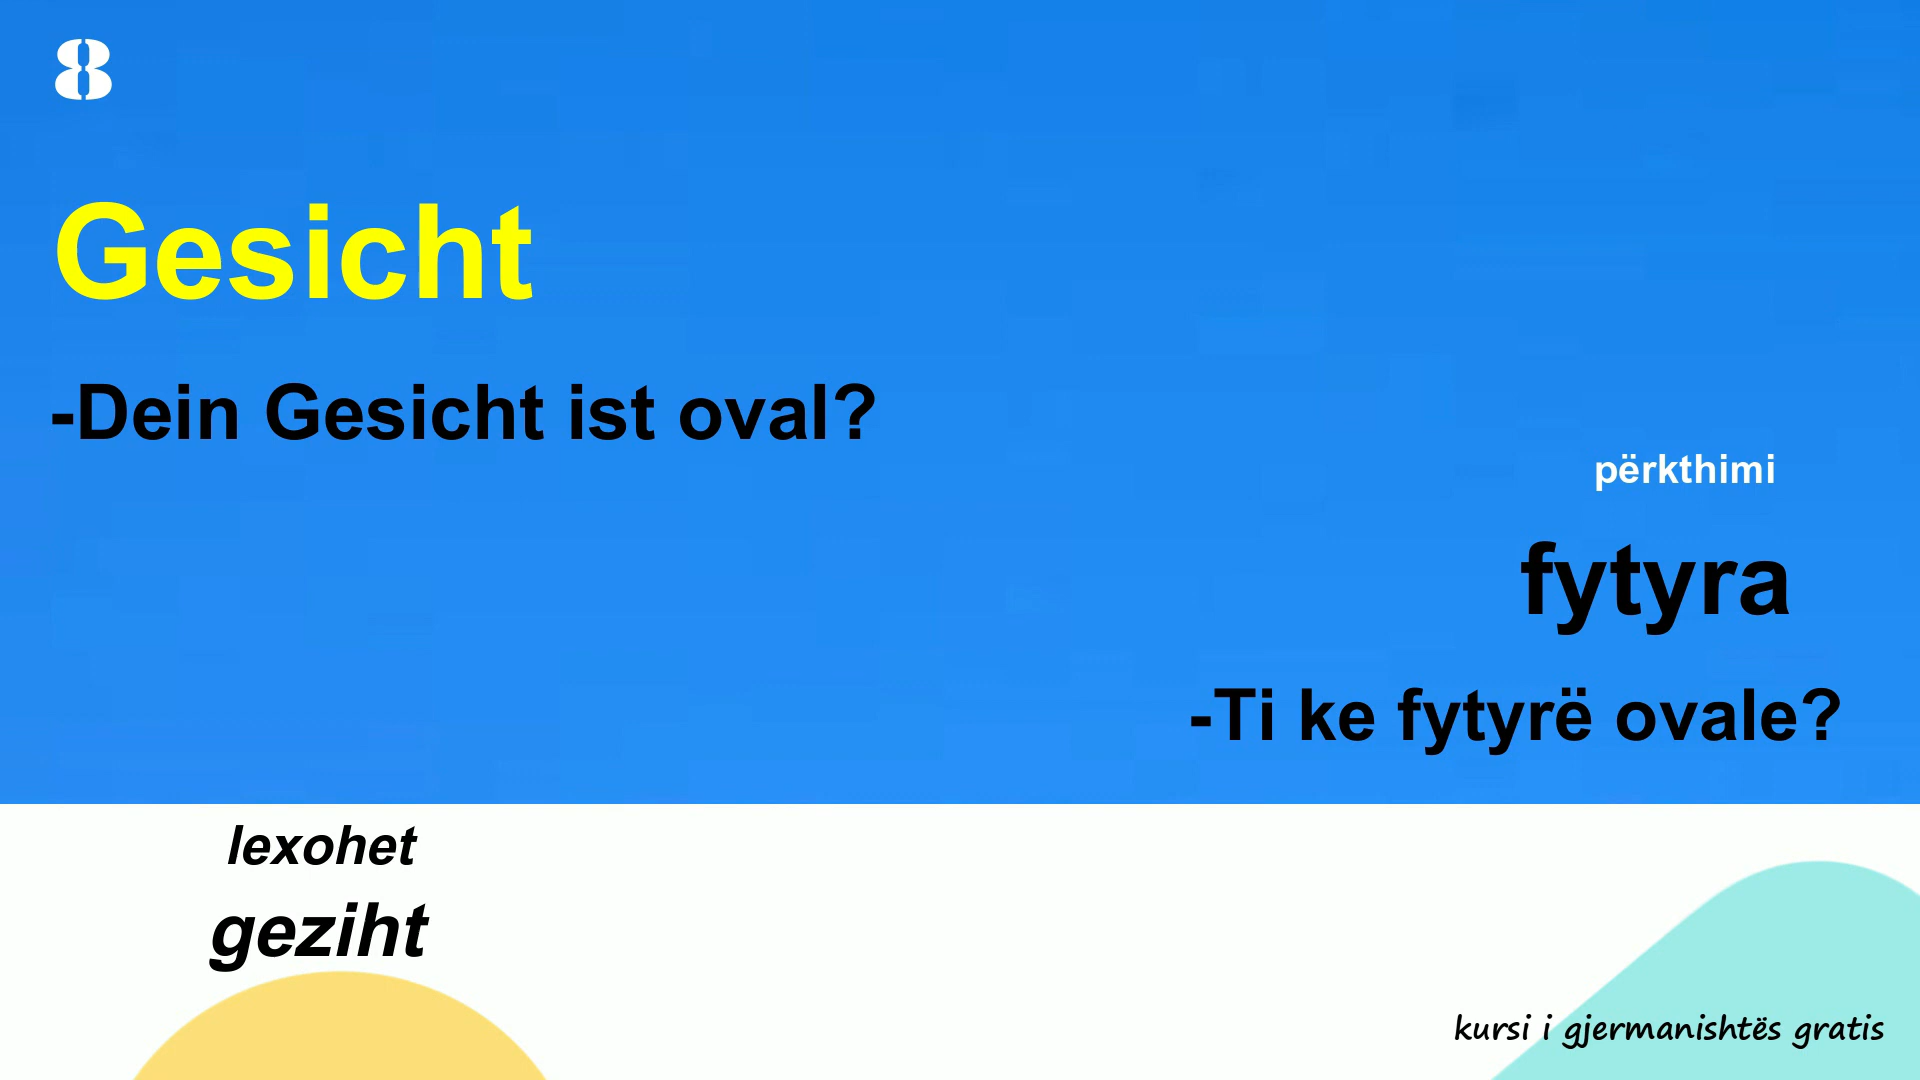 8
Gesicht
-Dein Gesicht ist oval?
përkthimi
fytyra
-Ti ke fytyrë ovale?
lexohet
geziht
kursi i gjermanishtës gratis